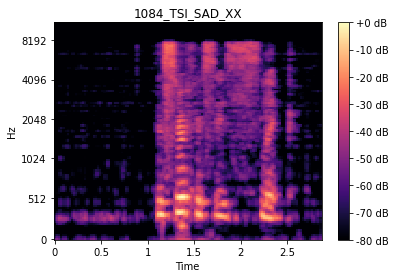 1084_TSI_SAD_XX
+0 dB
8192
-10 dB
4096
-20 dB
-30 dB
2048
Hz
-40 dB
1024
-50 dB
512
-60 dB
-70 dB
0
-80 dB
0 0.5 1 1.5 2 2.5
Time